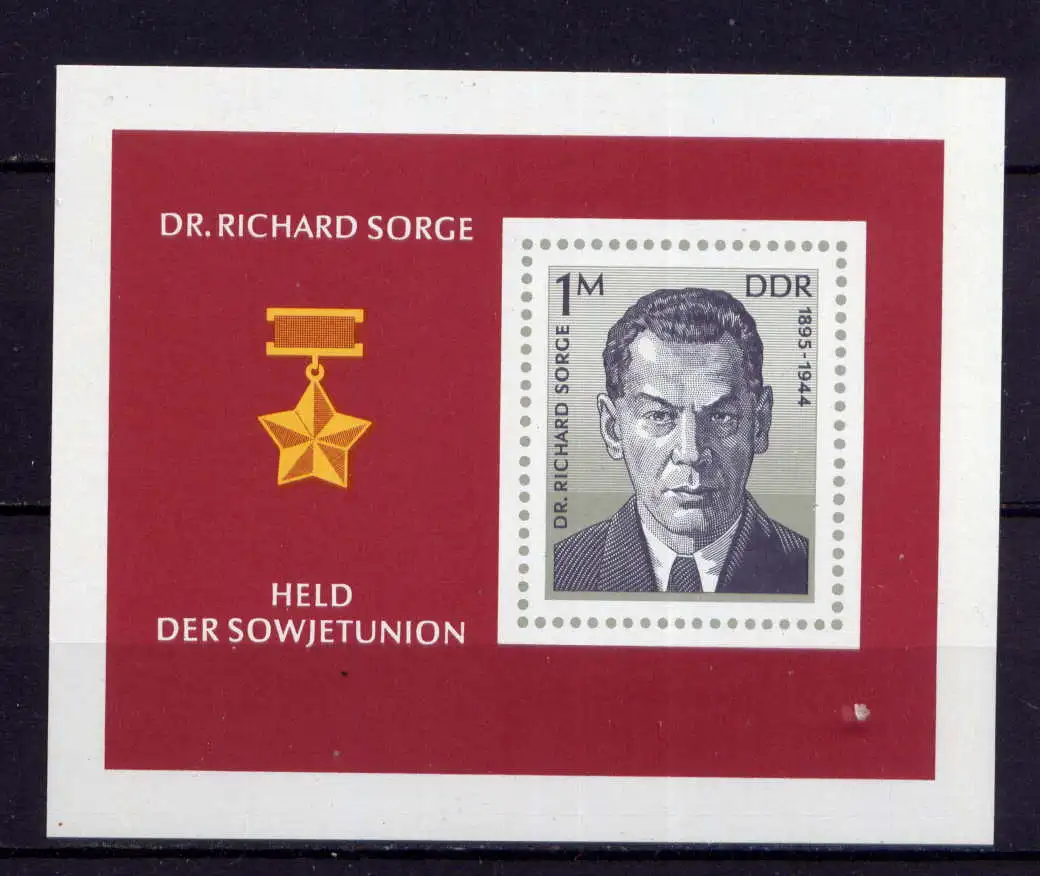 DR. RICHARD SORGE
HELD
DER SOWJETUNION
1M
DDR
DR. RICHARD SORGE
1895-1944